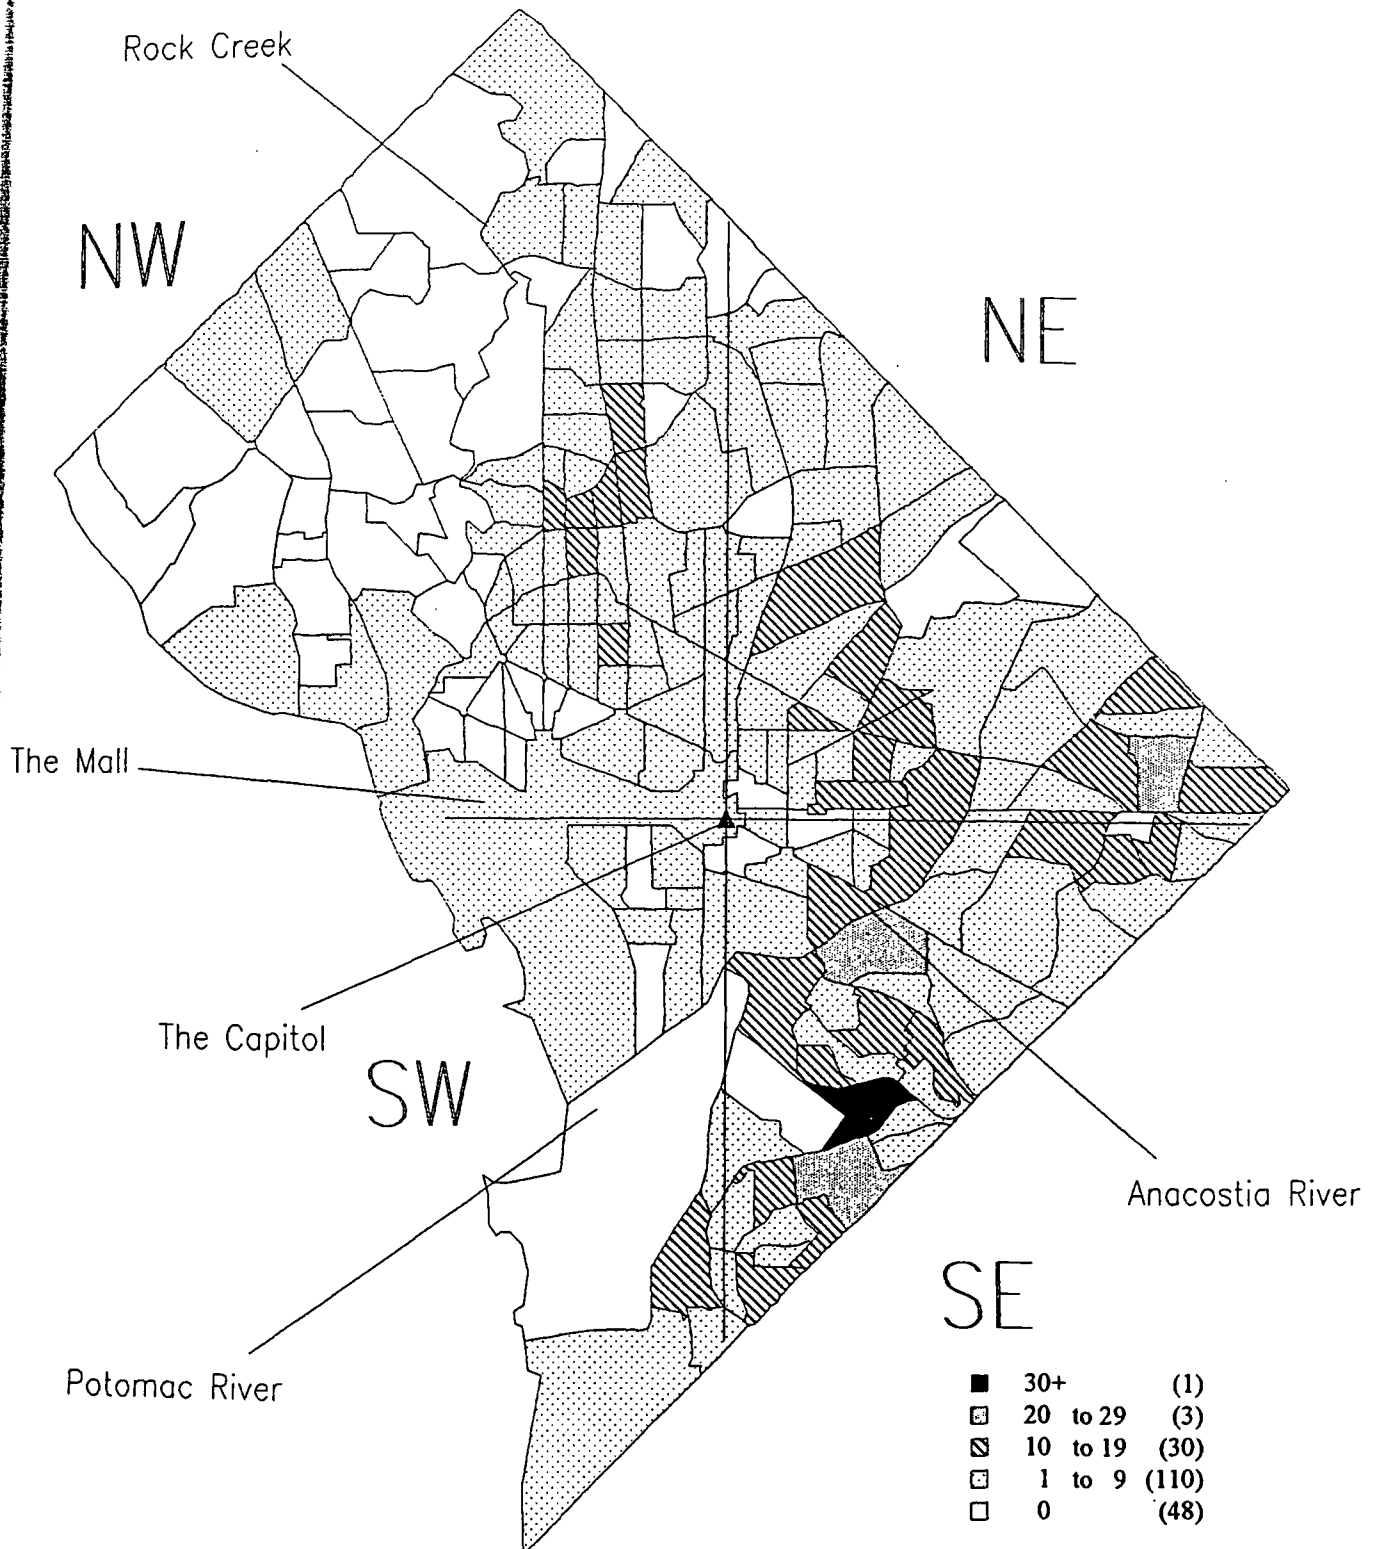 Rock Creek
NW
NE
The Mall
The Capitol
SW
Anacostia River
SE
Potomac River
30+ (1)
20 to 29 (3)
10 to 19 (30)
1 to 9 (110)
0 (48)